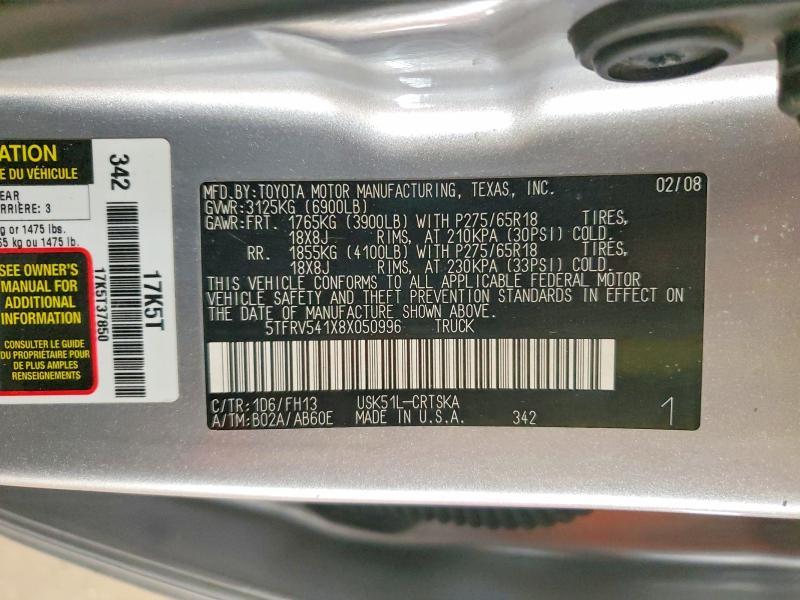 ATION
E DU VÉHICULE
EAR
ARRIÈRE: 3
g or 1475 lbs.
65 kg ou 1475 lb.
SEE OWNER'S
MANUAL FOR
ADDITIONAL
INFORMATION
CONSULTER LE GUIDE
DU PROPRIÉTAIRE POUR
DE PLUS AMPLES
RENSEIGNEMENTS
342
17K5T37850
17K5T
MFD.BY:TOYOTA MOTOR MANUFACTURING, TEXAS, INC. 02/08
GVWR:3125KG (6900LB)
GAWR:FRT. 1765KG (3900LB) WITH P275/65R18 TIRES,
18X8J RIMS, AT 210KPA (30PSI) COLD.
RR. 1855KG (4100LB) WITH P275/65R18 TIRES,
18X8J RIMS, AT 230KPA (33PSI) COLD.
THIS VEHICLE CONFORMS TO ALL APPLICABLE FEDERAL MOTOR
VEHICLE SAFETY AND THEFT PREVENTION STANDARDS IN EFFECT ON
THE DATE OF MANUFACTURE SHOWN ABOVE.
5TFRV541X8X050996 TRUCK
C/TR:1D6/FH13 USK51L-CRTSKA
A/TM:B02A/AB60E MADE IN U.S.A. 342 1